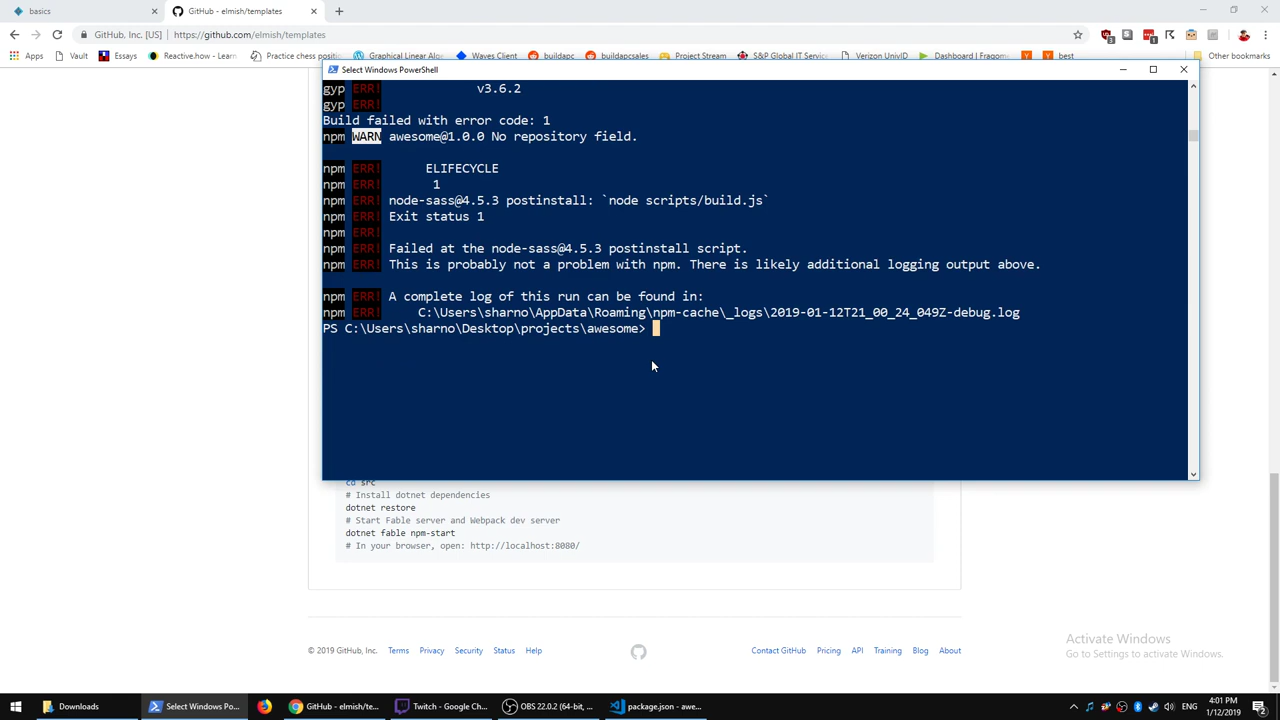 basics
GitHub - elmish/templates
GitHub, Inc. [US]
https://github.com/elmish/templates
Apps
Vault
Essays
Reactive.how - Learn
Practice chess positi
Graphical Linear Alge
Waves Client
buildapc
buildapcsales
Project Stream
S&P Global IT Service
Verizon UnivID
Dashboard | Fragome
best
Other bookmarks
Select Windows PowerShell
gyp ERR! v3.6.2
gyp ERR!
Build failed with error code: 1
npm WARN awesome@1.0.0 No repository field.
npm ERR! ELIFECYCLE
npm ERR! 1
npm ERR! node-sass@4.5.3 postinstall: `node scripts/build.js`
npm ERR! Exit status 1
npm ERR!
npm ERR! Failed at the node-sass@4.5.3 postinstall script.
npm ERR! This is probably not a problem with npm. There is likely additional logging output above.
npm ERR! A complete log of this run can be found in:
npm ERR! C:\Users\sharno\AppData\Roaming\npm-cache\_logs\2019-01-12T21_00_24_049Z-debug.log
PS C:\Users\sharno\Desktop\projects\awesome>
cd src
# Install dotnet dependencies
dotnet restore
# Start Fable server and Webpack dev server
dotnet fable npm-start
# In your browser, open: http://localhost:8080/
© 2019 GitHub, Inc.
Terms
Privacy
Security
Status
Help
Contact GitHub
Pricing
API
Training
Blog
About
Activate Windows
Go to Settings to activate Windows.
Downloads
Select Windows Po...
GitHub - elmish/te...
Twitch - Google Ch...
OBS 22.0.2 (64-bit, ...
package.json - awe...
ENG
4:01 PM
1/12/2019